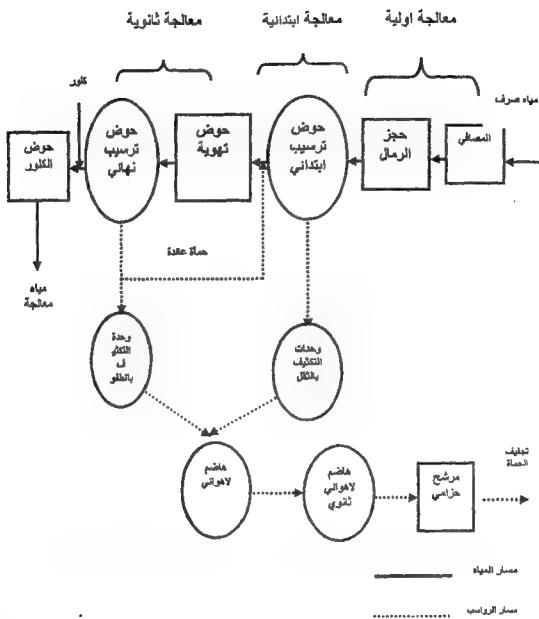 معالجة ثانوية
معالجة ابتدائية
معالجة اولية
كلور
مياه صرف
حوض
الكلور
حوض
ترسيب
نهائي
حوض
تهوية
حوض
ترسيب
ابتدائي
حجز
الرمال
المصافي
حمأة عائدة
مياه
معالجة
وحدة
التكثي
ف
بالطفو
وحدات
التكثيف
بالثقل
هاضم
لاهوائي
هاضم
لاهوائي
ثانوي
مرشح
حزامي
تجفيف
الحمأة
مسار المياه
مسار الرواسب